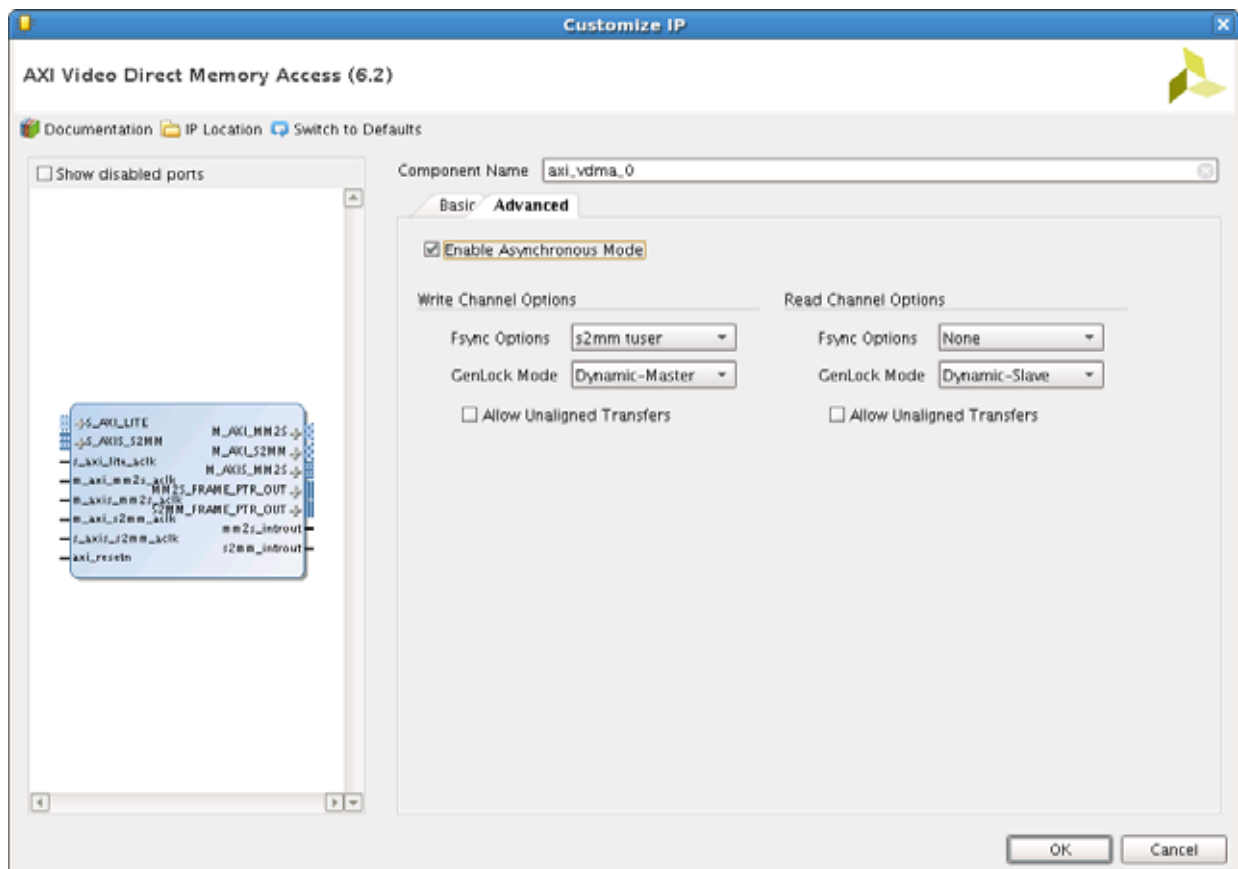 Customize IP
AXI Video Direct Memory Access (6.2)
Documentation IP Location Switch to Defaults
Show disabled ports
S_AXI_LITE
S_AXIS_S2MM
s_axi_lite_aclk
m_axi_mm2s_aclk
m_axis_mm2s_aclk
m_axi_s2mm_aclk
s_axis_s2mm_aclk
axi_resetn
M_AXI_MM2S
M_AXI_S2MM
M_AXIS_MM2S
MM2S_FRAME_PTR_OUT
S2MM_FRAME_PTR_OUT
mm2s_introut
s2mm_introut
Component Name axi_vdma_0
Basic Advanced
Enable Asynchronous Mode
Write Channel Options
Fsync Options s2mm tuser
GenLock Mode Dynamic-Master
Allow Unaligned Transfers
Read Channel Options
Fsync Options None
GenLock Mode Dynamic-Slave
Allow Unaligned Transfers
OK Cancel